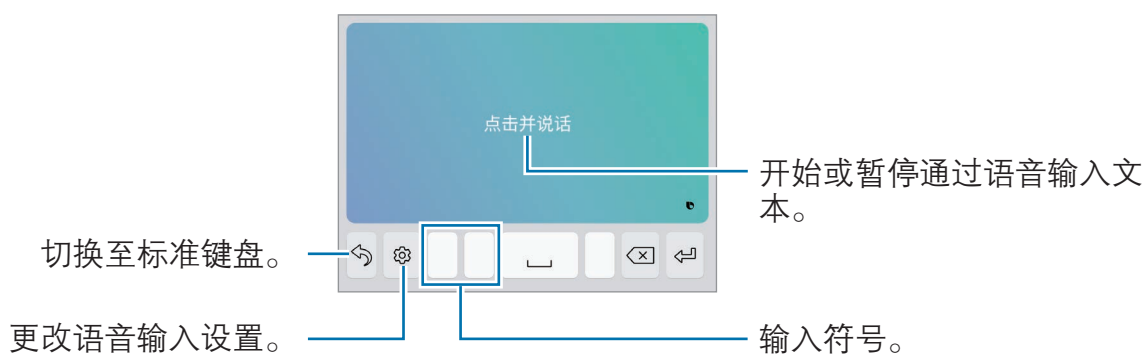 点击并说话
开始或暂停通过语音输入文
本。
切换至标准键盘。
更改语音输入设置。
输入符号。